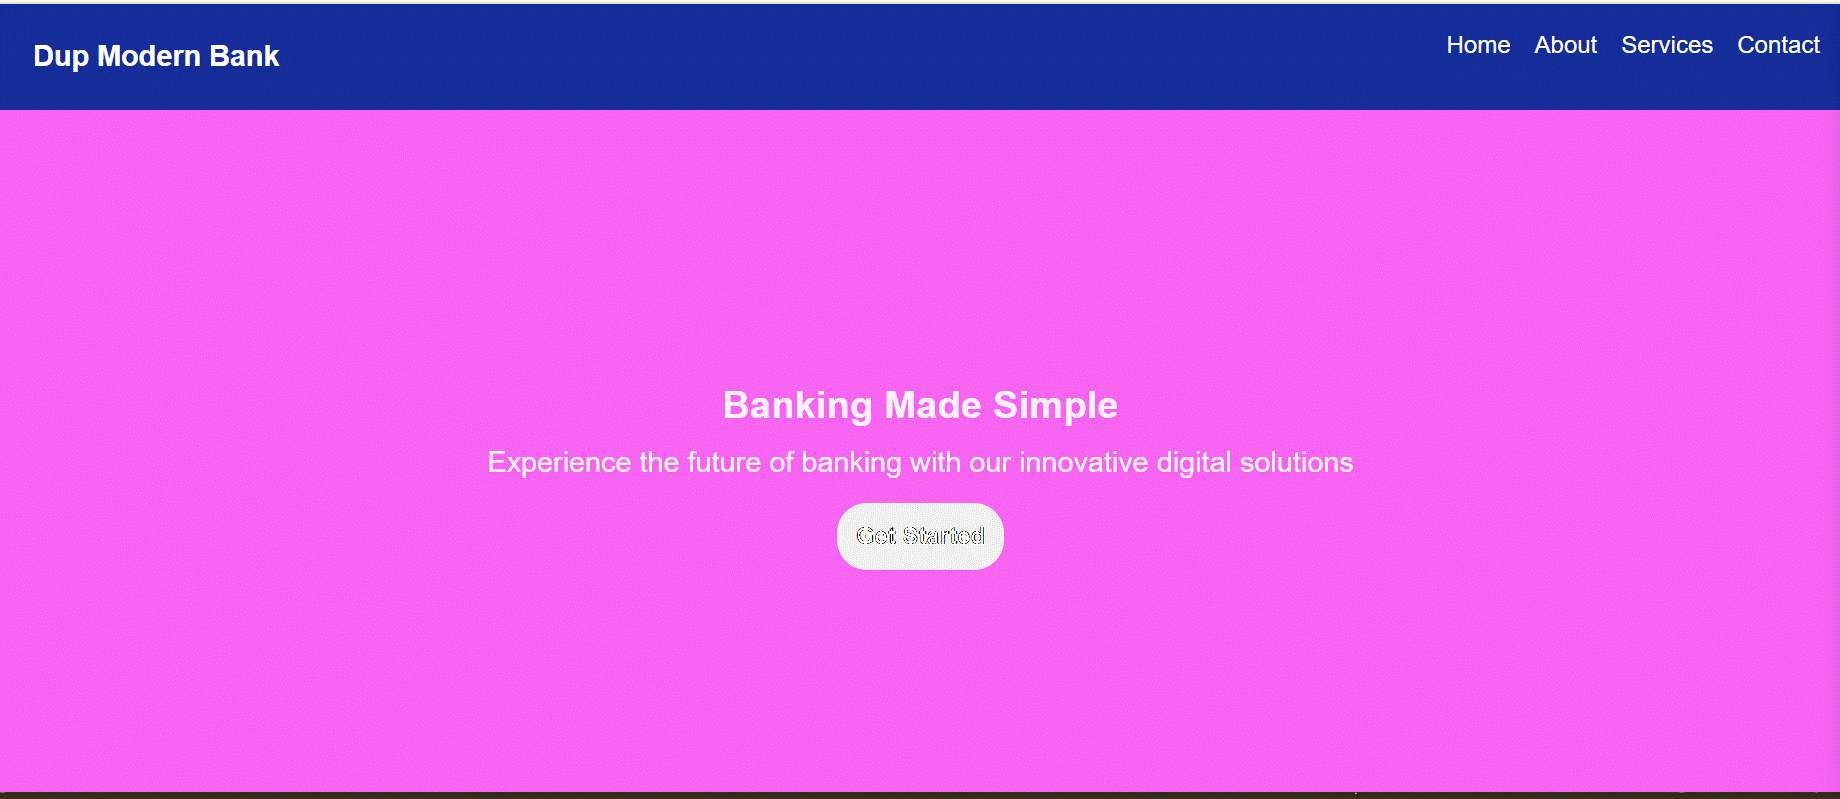 Dup Modern Bank
Home About Services Contact
Banking Made Simple
Experience the future of banking with our innovative digital solutions
Get Started